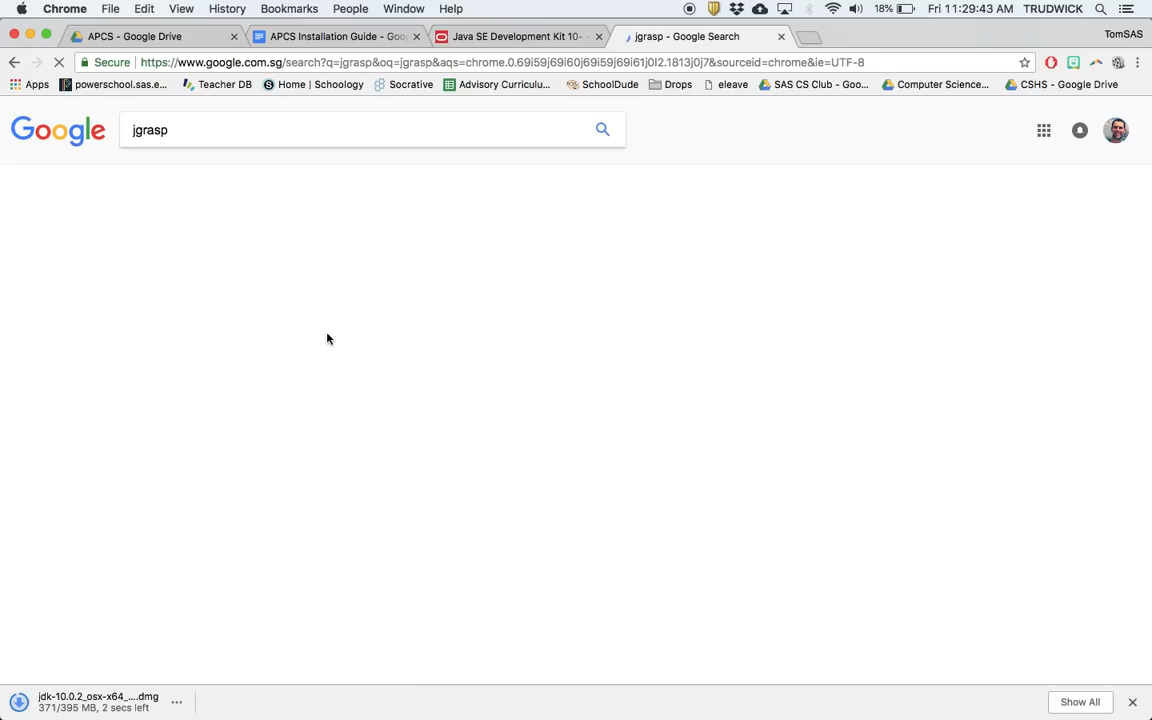 Chrome File Edit View History Bookmarks People Window Help 18% Fri 11:29:43 AM TRUDWICK
APCS - Google Drive APCS Installation Guide - Goog Java SE Development Kit 10- jgrasp - Google Search TomSAS
Secure https://www.google.com.sg/search?q=jgrasp&oq=jgrasp&aqs=chrome.0.69i59j69i60j69i59j69i61j0l2.1813j0j7&sourceid=chrome&ie=UTF-8
Apps powerschool.sas.e... Teacher DB Home | Schoology Socrative Advisory Curriculu... SchoolDude Drops eleave SAS CS Club - Goo... Computer Science... CSHS - Google Drive
Google jgrasp
jdk-10.0.2_osx-x64_....dmg
371/395 MB, 2 secs left
Show All